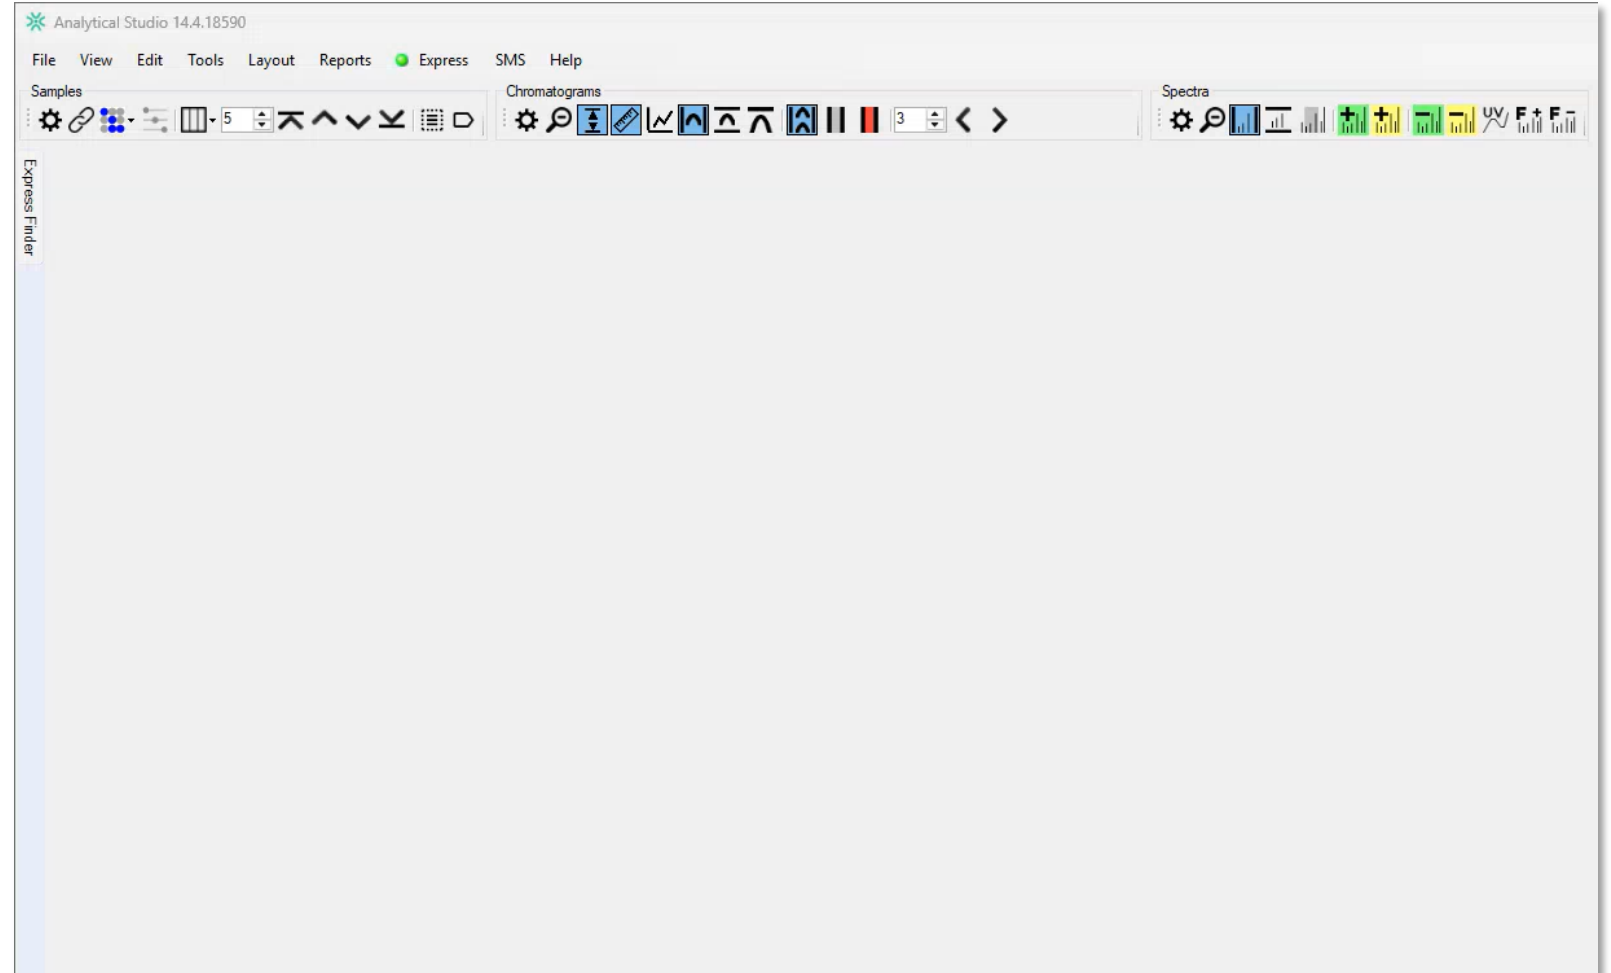 Analytical Studio 14.4.18590
File View Edit Tools Layout Reports Express SMS Help
Samples Chromatograms Spectra
5 3 UV F F
Express Finder